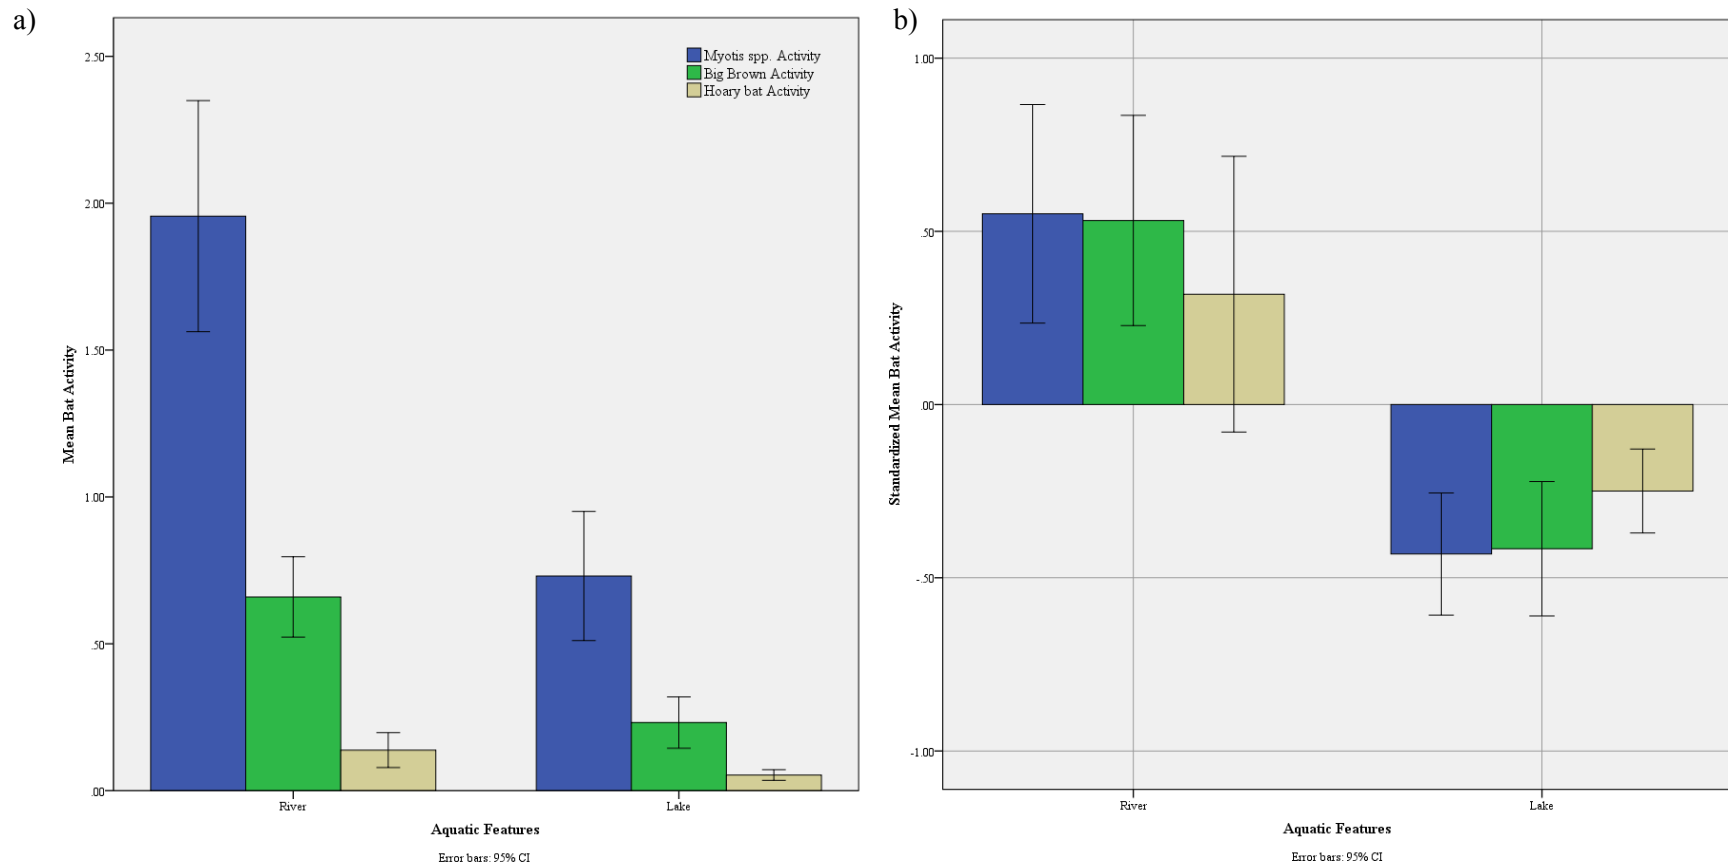 a)
2.50
2.00
1.50
1.00
.50
.00
Mean Bat Activity
Myotis spp. Activity
Big Brown Activity
Hoary bat Activity
River
Lake
Aquatic Features
Error bars: 95% CI
b)
1.00
.50
.00
-.50
-1.00
Standardized Mean Bat Activity
River
Lake
Aquatic Features
Error bars: 95% CI